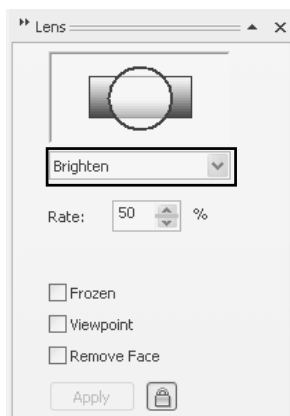 Lens
Brighten
Rate: 50 %
Frozen
Viewpoint
Remove Face
Apply